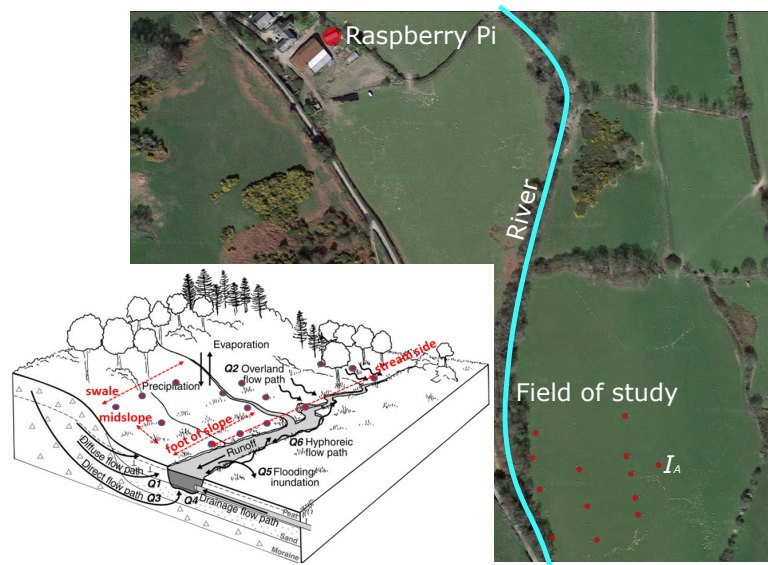 Raspberry Pi
River
Field of study
I_A
Evaporation
Q2 Overland
flow path
stream side
swale
Precipitation
midslope
foot of slope
Runoff
Q6 Hyphoreic
flow path
Diffuse flow path
Q1
Direct flow path
Q3
Q4
Q5 Flooding/
inundation
Drainage flow path
Peat
Sand
Moraine